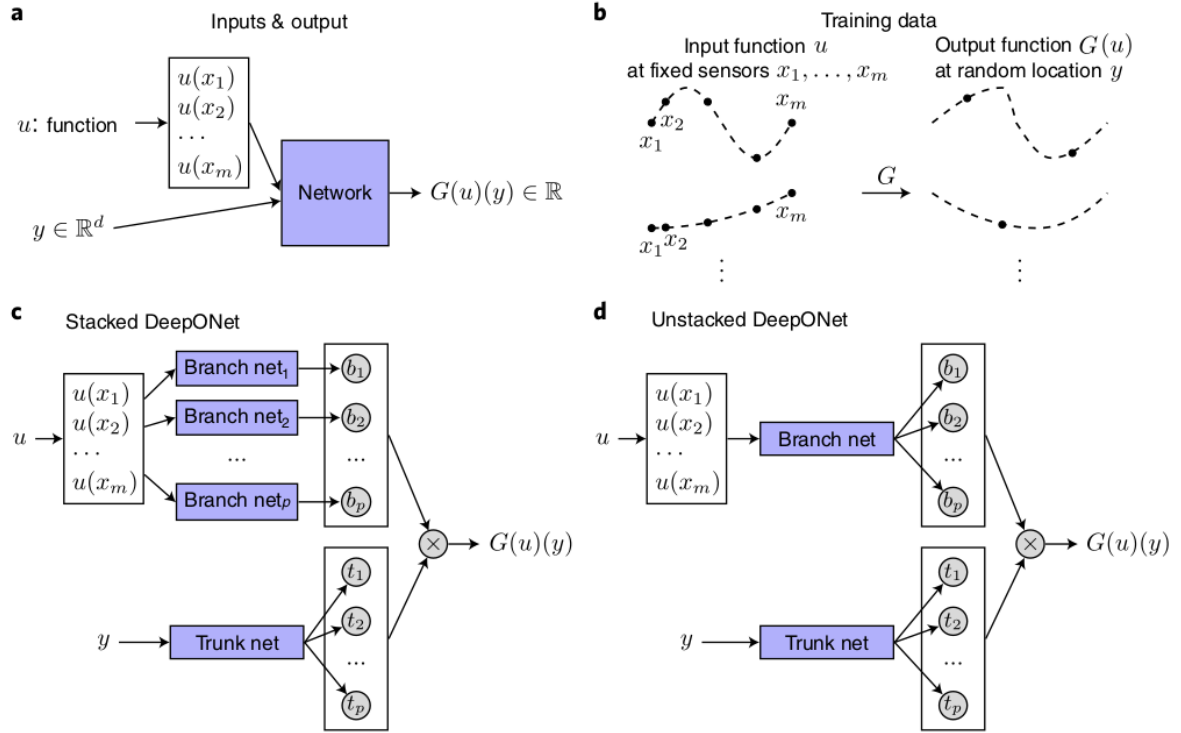 a
Inputs & output
u: function
u(x₁)
u(x₂)
...
u(xₘ)
y ∈ ℝᵈ
Network
G(u)(y) ∈ ℝ
b
Training data
Input function u
at fixed sensors x₁, . . . , xₘ
Output function G(u)
at random location y
x₁
x₂
xₘ
x₁ x₂
xₘ
⋮
G
⋮
c
Stacked DeepONet
u
u(x₁)
u(x₂)
...
u(xₘ)
Branch net₁
Branch net₂
...
Branch netₚ
b₁
b₂
...
bₚ
y
Trunk net
t₁
t₂
...
tₚ
×
G(u)(y)
d
Unstacked DeepONet
u
u(x₁)
u(x₂)
...
u(xₘ)
Branch net
b₁
b₂
...
bₚ
y
Trunk net
t₁
t₂
...
tₚ
×
G(u)(y)